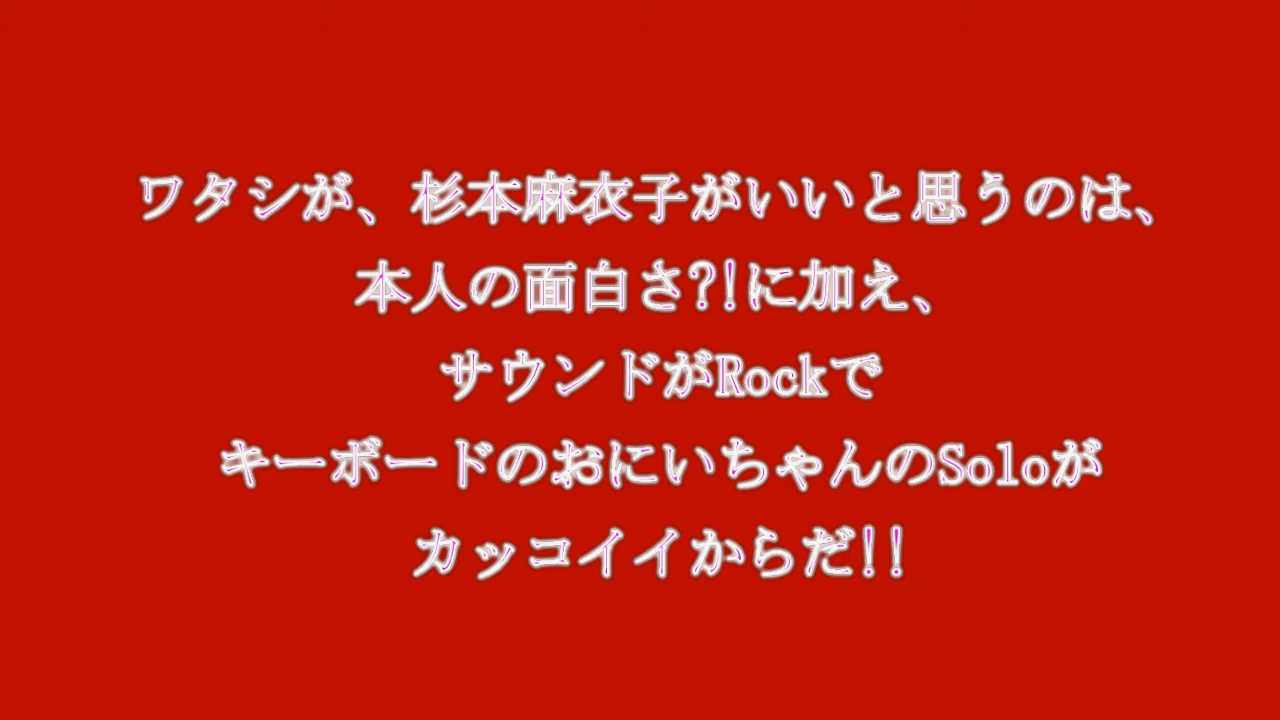 ワタシが、杉本麻衣子がいいと思うのは、
本人の面白さ?!に加え、
サウンドがRockで
キーボードのおにいちゃんのSoloが
カッコイイからだ!!